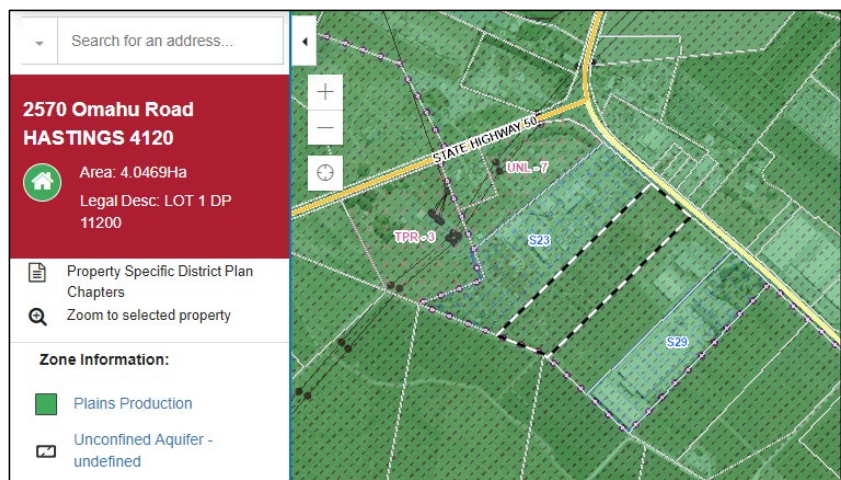 Search for an address...
2570 Omahu Road
HASTINGS 4120
Area: 4.0469Ha
Legal Desc: LOT 1 DP
11200
Property Specific District Plan
Chapters
Zoom to selected property
Zone Information:
Plains Production
Unconfined Aquifer -
undefined
STATE HIGHWAY 50
UNL - 7
TPR - 3
S23
S29